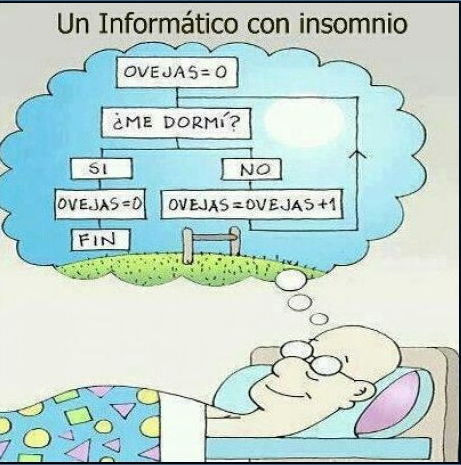 Un Informático con insomnio
OVEJAS=0
¿ME DORMÍ?
SI
NO
OVEJAS=0
OVEJAS=OVEJAS+1
FIN